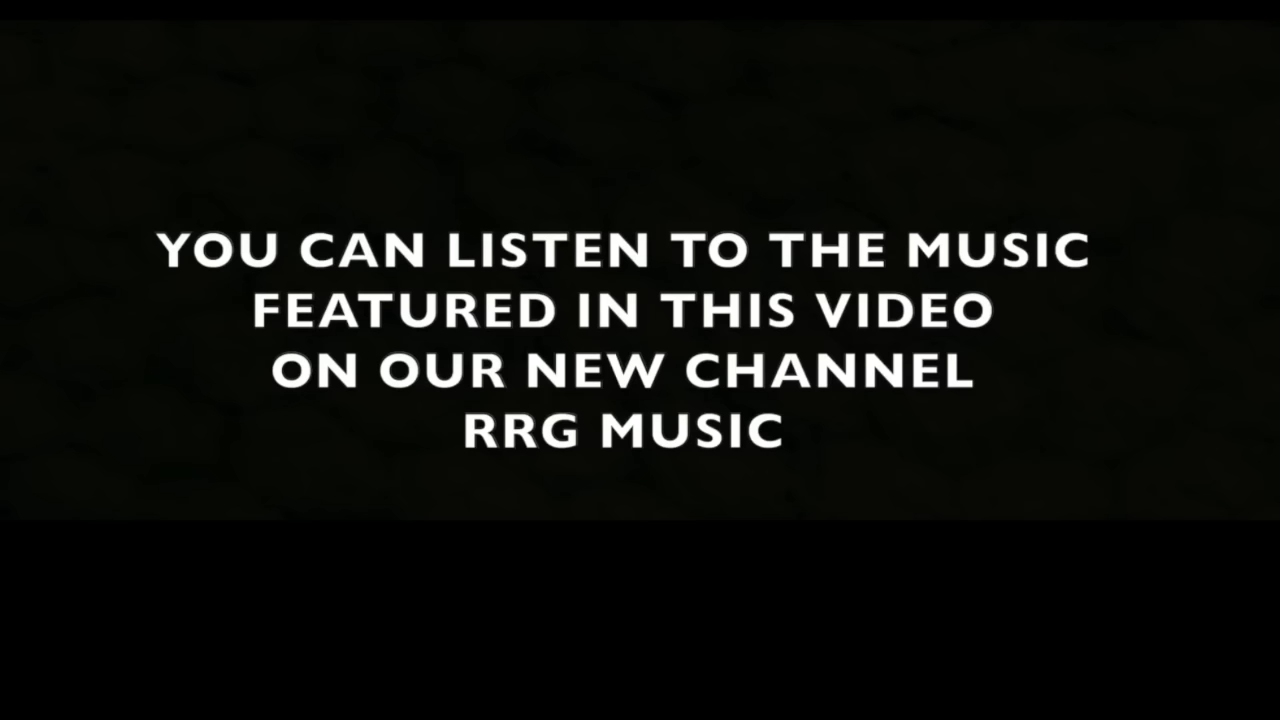 YOU CAN LISTEN TO THE MUSIC
FEATURED IN THIS VIDEO
ON OUR NEW CHANNEL
RRG MUSIC